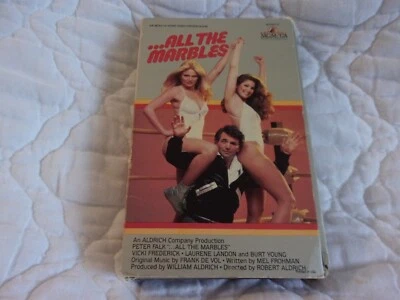 ...ALL THE
MARBLES
An ALDRICH Company Production
PETER FALK "...ALL THE MARBLES"
VICKI FREDERICK • LAURENE LANDON and BURT YOUNG
Original Music by FRANK DE VOL • Written by MEL FROHMAN
Produced by WILLIAM ALDRICH • Directed by ROBERT ALDRICH